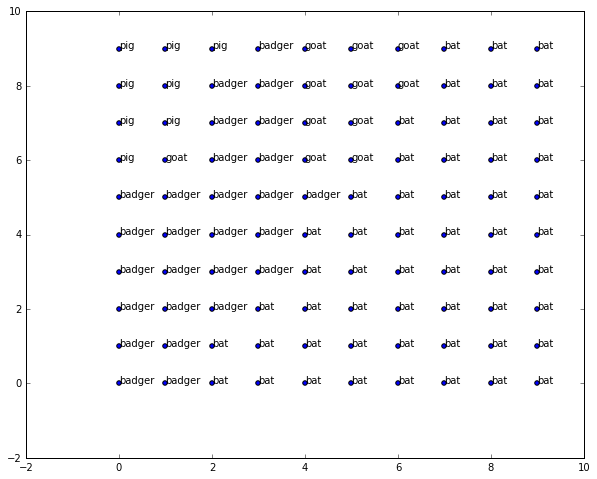 10
pig pig pig badger goat goat goat bat bat bat
8
pig pig badger badger goat goat goat bat bat bat
pig pig badger badger goat goat bat bat bat bat
6
pig goat badger badger goat goat bat bat bat bat
badger badger badger badger badger bat bat bat bat bat
4
badger badger badger badger bat bat bat bat bat bat
badger badger badger badger bat bat bat bat bat bat
2
badger badger badger bat bat bat bat bat bat bat
badger badger bat bat bat bat bat bat bat bat
0
badger badger bat bat bat bat bat bat bat bat
−2
−2 0 2 4 6 8 10